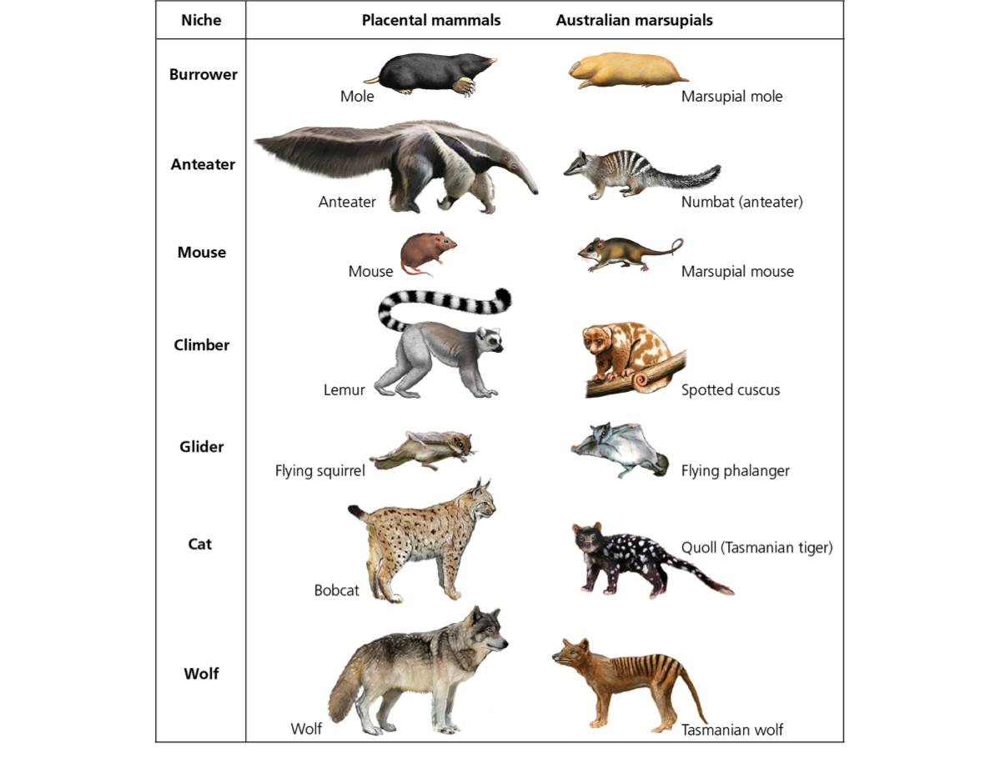 Niche Placental mammals Australian marsupials
Burrower
Mole Marsupial mole
Anteater
Anteater Numbat (anteater)
Mouse
Mouse Marsupial mouse
Climber
Lemur Spotted cuscus
Glider
Flying squirrel Flying phalanger
Cat Quoll (Tasmanian tiger)
Bobcat
Wolf
Wolf Tasmanian wolf